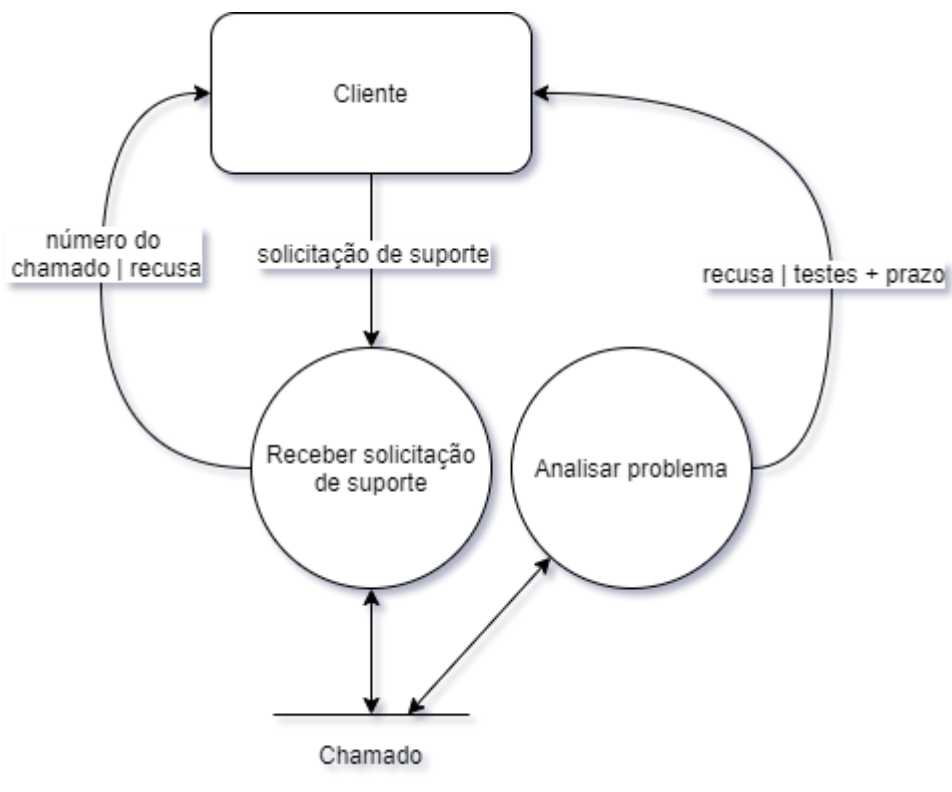 Cliente
número do
chamado | recusa
solicitação de suporte
recusa | testes + prazo
Receber solicitação
de suporte
Analisar problema
Chamado